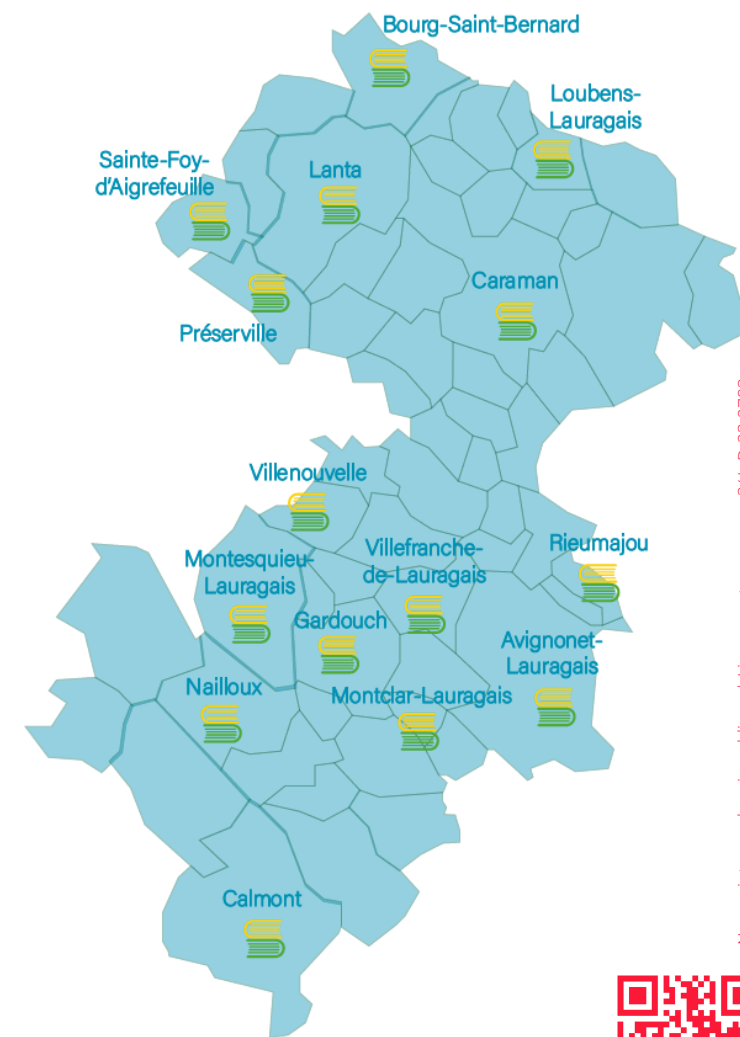 Bourg-Saint-Bernard
Loubens-
Lauragais
Sainte-Foy-
d'Aigrefeuille
Lanta
Caraman
Préserville
Villenouvelle
Montesquieu-
Lauragais
Villefranche-
de-Lauragais
Rieumajou
Gardouch
Avignonet-
Lauragais
Nailloux
Montclar-Lauragais
Calmont